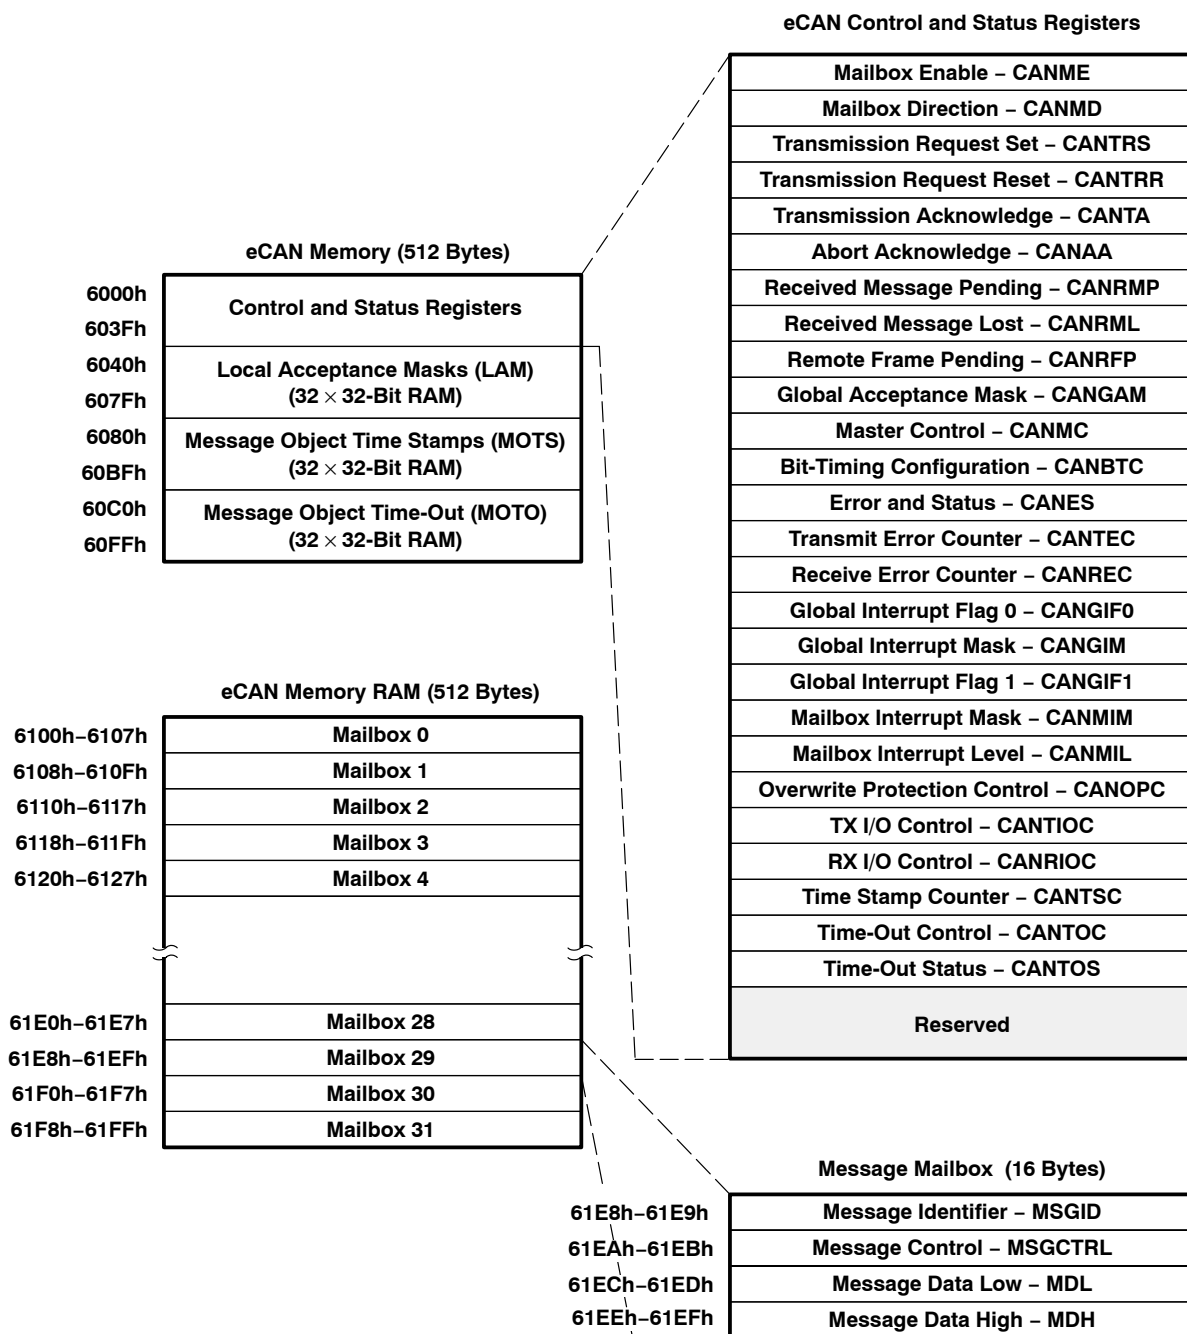 eCAN Control and Status Registers
Mailbox Enable – CANME
Mailbox Direction – CANMD
Transmission Request Set – CANTRS
Transmission Request Reset – CANTRR
Transmission Acknowledge – CANTA
Abort Acknowledge – CANAA
Received Message Pending – CANRMP
Received Message Lost – CANRML
Remote Frame Pending – CANRFP
Global Acceptance Mask – CANGAM
Master Control – CANMC
Bit-Timing Configuration – CANBTC
Error and Status – CANES
Transmit Error Counter – CANTEC
Receive Error Counter – CANREC
Global Interrupt Flag 0 – CANGIF0
Global Interrupt Mask – CANGIM
Global Interrupt Flag 1 – CANGIF1
Mailbox Interrupt Mask – CANMIM
Mailbox Interrupt Level – CANMIL
Overwrite Protection Control – CANOPC
TX I/O Control – CANTIOC
RX I/O Control – CANRIOC
Time Stamp Counter – CANTSC
Time-Out Control – CANTOC
Time-Out Status – CANTOS
Reserved
eCAN Memory (512 Bytes)
6000h
Control and Status Registers
603Fh
6040h
Local Acceptance Masks (LAM)
(32 × 32-Bit RAM)
607Fh
6080h
Message Object Time Stamps (MOTS)
(32 × 32-Bit RAM)
60BFh
60C0h
Message Object Time-Out (MOTO)
(32 × 32-Bit RAM)
60FFh
eCAN Memory RAM (512 Bytes)
6100h–6107h Mailbox 0
6108h–610Fh Mailbox 1
6110h–6117h Mailbox 2
6118h–611Fh Mailbox 3
6120h–6127h Mailbox 4
61E0h–61E7h Mailbox 28
61E8h–61EFh Mailbox 29
61F0h–61F7h Mailbox 30
61F8h–61FFh Mailbox 31
Message Mailbox (16 Bytes)
61E8h–61E9h Message Identifier – MSGID
61EAh–61EBh Message Control – MSGCTRL
61ECh–61EDh Message Data Low – MDL
61EEh–61EFh Message Data High – MDH